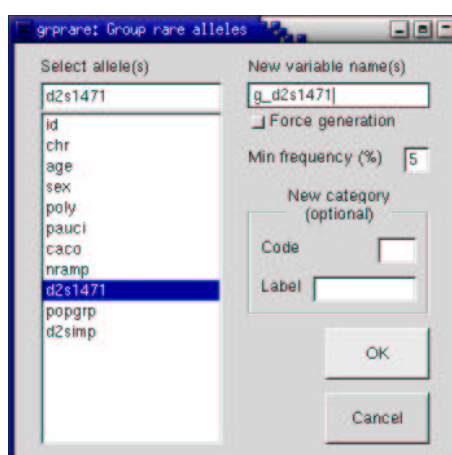 grprare: Group rare alleles
Select allele(s)
d2s1471
id
chr
age
sex
poly
pauci
caco
nramp
d2s1471
popgrp
d2simp
New variable name(s)
g_d2s1471
Force generation
Min frequency (%) 5
New category
(optional)
Code
Label
OK
Cancel